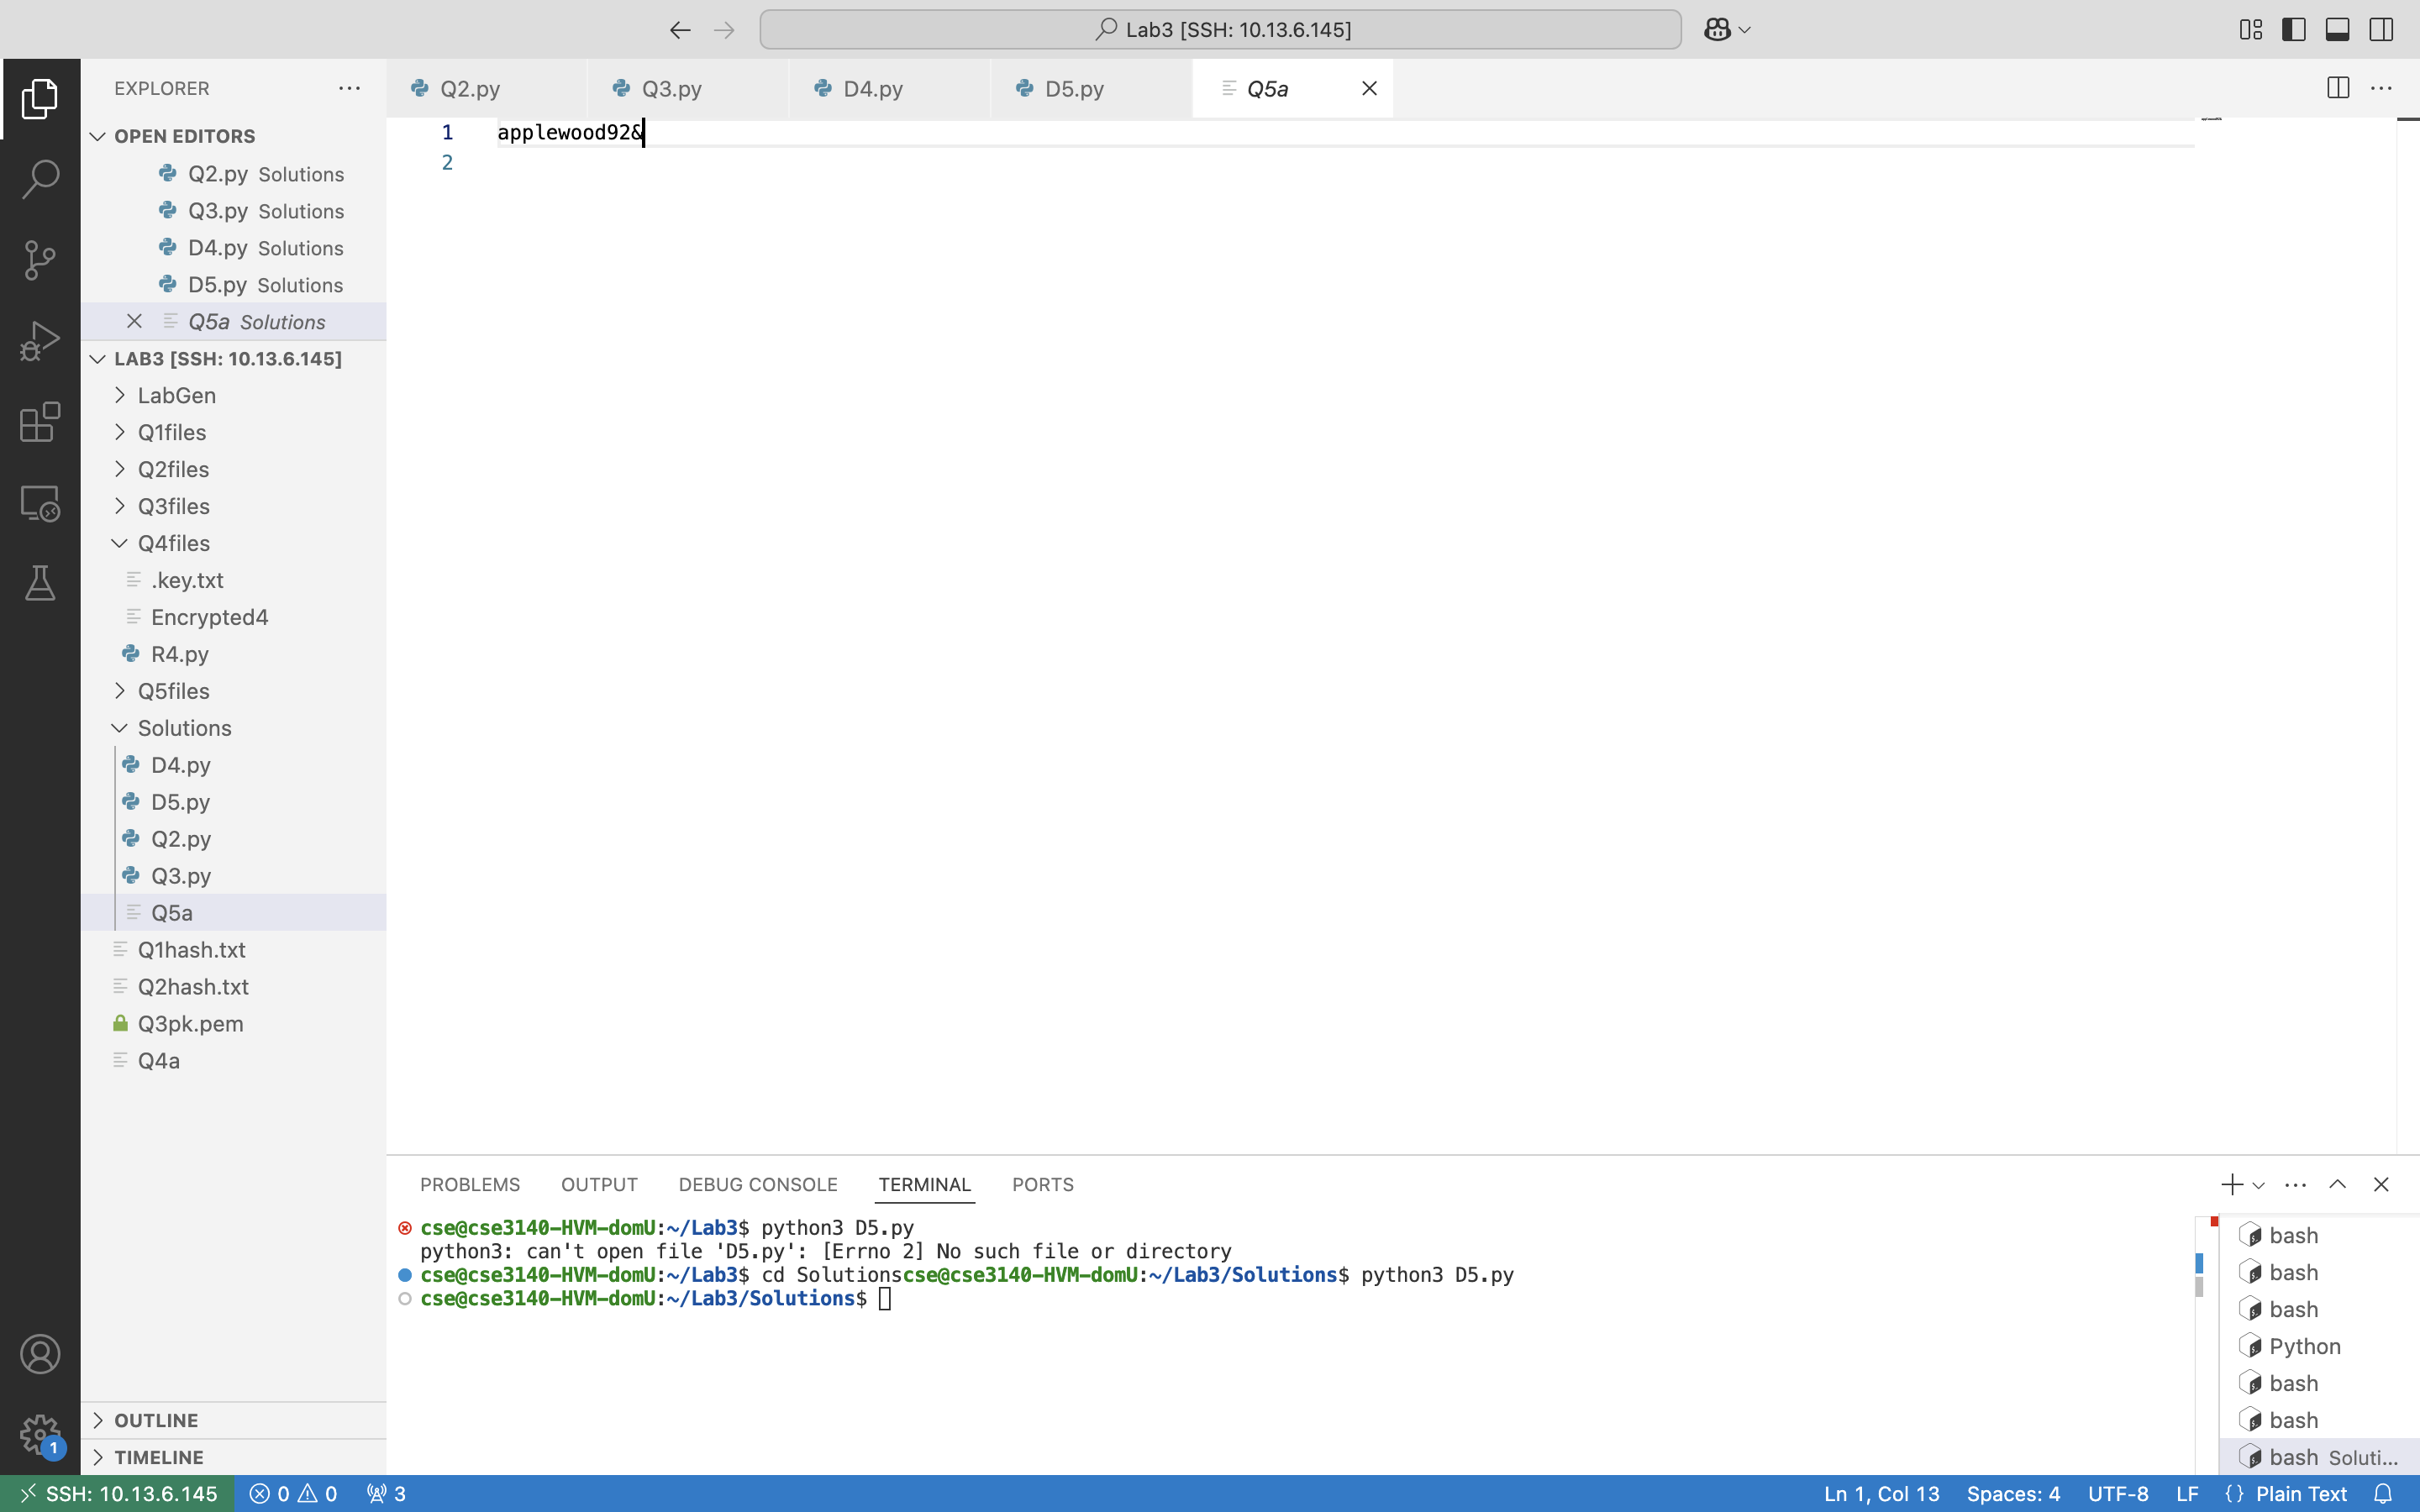 Lab3 [SSH: 10.13.6.145]
EXPLORER
Q2.py
Q3.py
D4.py
D5.py
Q5a
OPEN EDITORS
Q2.py Solutions
Q3.py Solutions
D4.py Solutions
D5.py Solutions
Q5a Solutions
LAB3 [SSH: 10.13.6.145]
LabGen
Q1files
Q2files
Q3files
Q4files
.key.txt
Encrypted4
R4.py
Q5files
Solutions
D4.py
D5.py
Q2.py
Q3.py
Q5a
Q1hash.txt
Q2hash.txt
Q3pk.pem
Q4a
OUTLINE
TIMELINE
1 applewood92&
2
PROBLEMS OUTPUT DEBUG CONSOLE TERMINAL PORTS
cse@cse3140-HVM-domU:~/Lab3$ python3 D5.py
python3: can't open file 'D5.py': [Errno 2] No such file or directory
cse@cse3140-HVM-domU:~/Lab3$ cd Solutionscse@cse3140-HVM-domU:~/Lab3/Solutions$ python3 D5.py
cse@cse3140-HVM-domU:~/Lab3/Solutions$
bash
bash
bash
Python
bash
bash
bash Soluti...
1
SSH: 10.13.6.145 0 0 3 Ln 1, Col 13 Spaces: 4 UTF-8 LF {} Plain Text